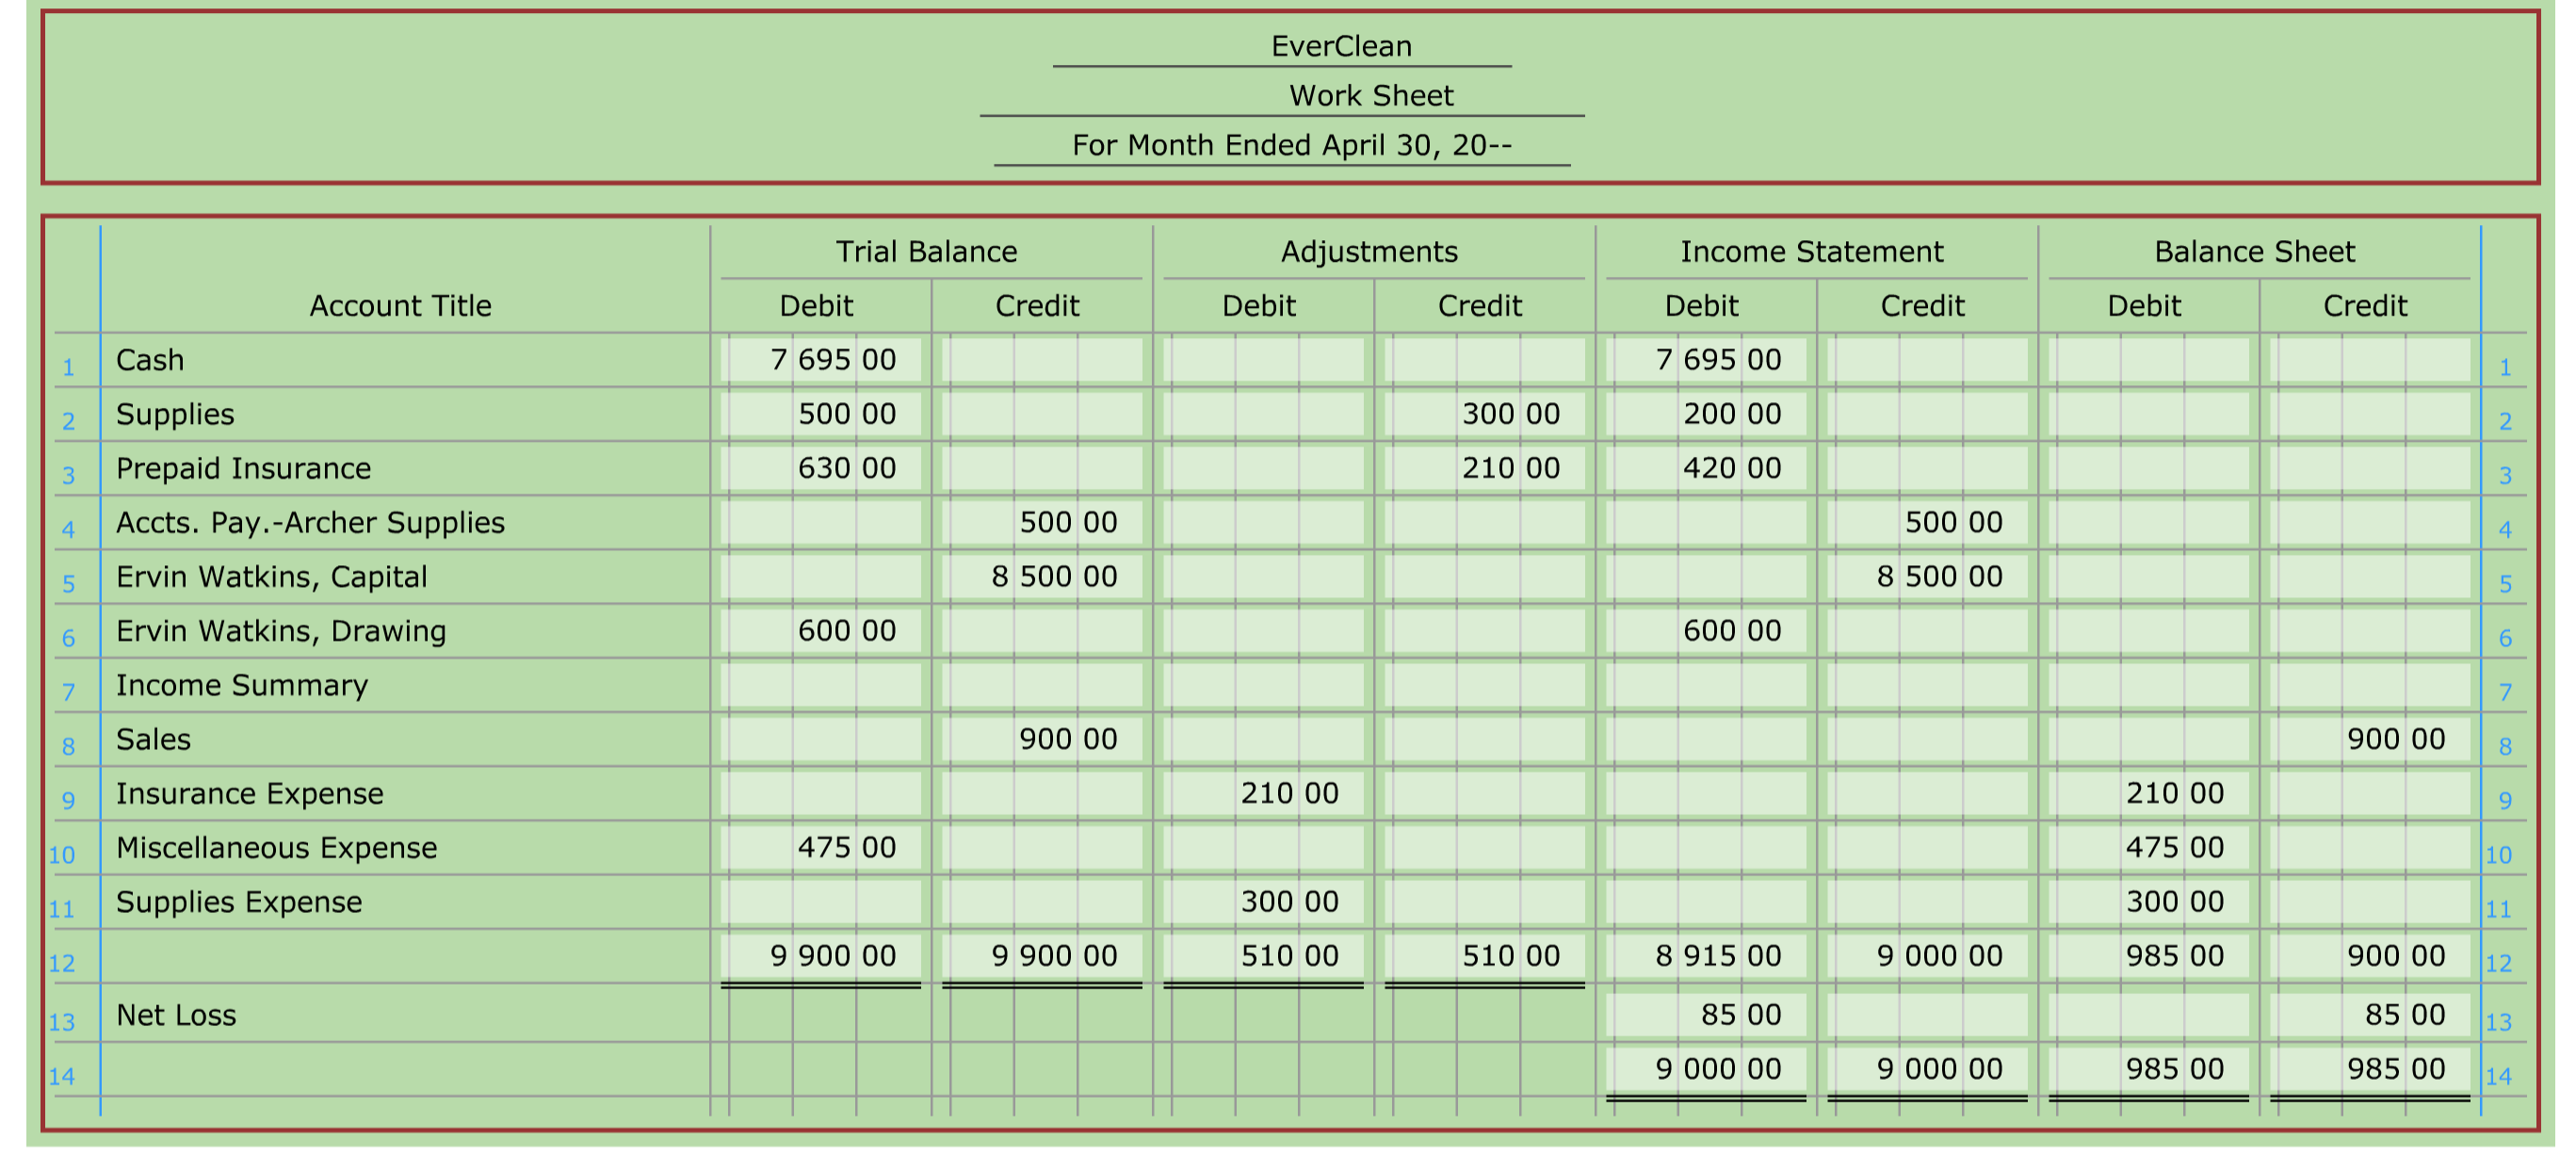 EverClean
Work Sheet
For Month Ended April 30, 20--
Trial Balance Adjustments Income Statement Balance Sheet
Account Title Debit Credit Debit Credit Debit Credit Debit Credit
1 Cash 7 695 00 7 695 00 1
2 Supplies 500 00 300 00 200 00 2
3 Prepaid Insurance 630 00 210 00 420 00 3
4 Accts. Pay.-Archer Supplies 500 00 500 00 4
5 Ervin Watkins, Capital 8 500 00 8 500 00 5
6 Ervin Watkins, Drawing 600 00 600 00 6
7 Income Summary 7
8 Sales 900 00 900 00 8
9 Insurance Expense 210 00 210 00 9
10 Miscellaneous Expense 475 00 475 00 10
11 Supplies Expense 300 00 300 00 11
12 9 900 00 9 900 00 510 00 510 00 8 915 00 9 000 00 985 00 900 00 12
13 Net Loss 85 00 85 00 13
14 9 000 00 9 000 00 985 00 985 00 14